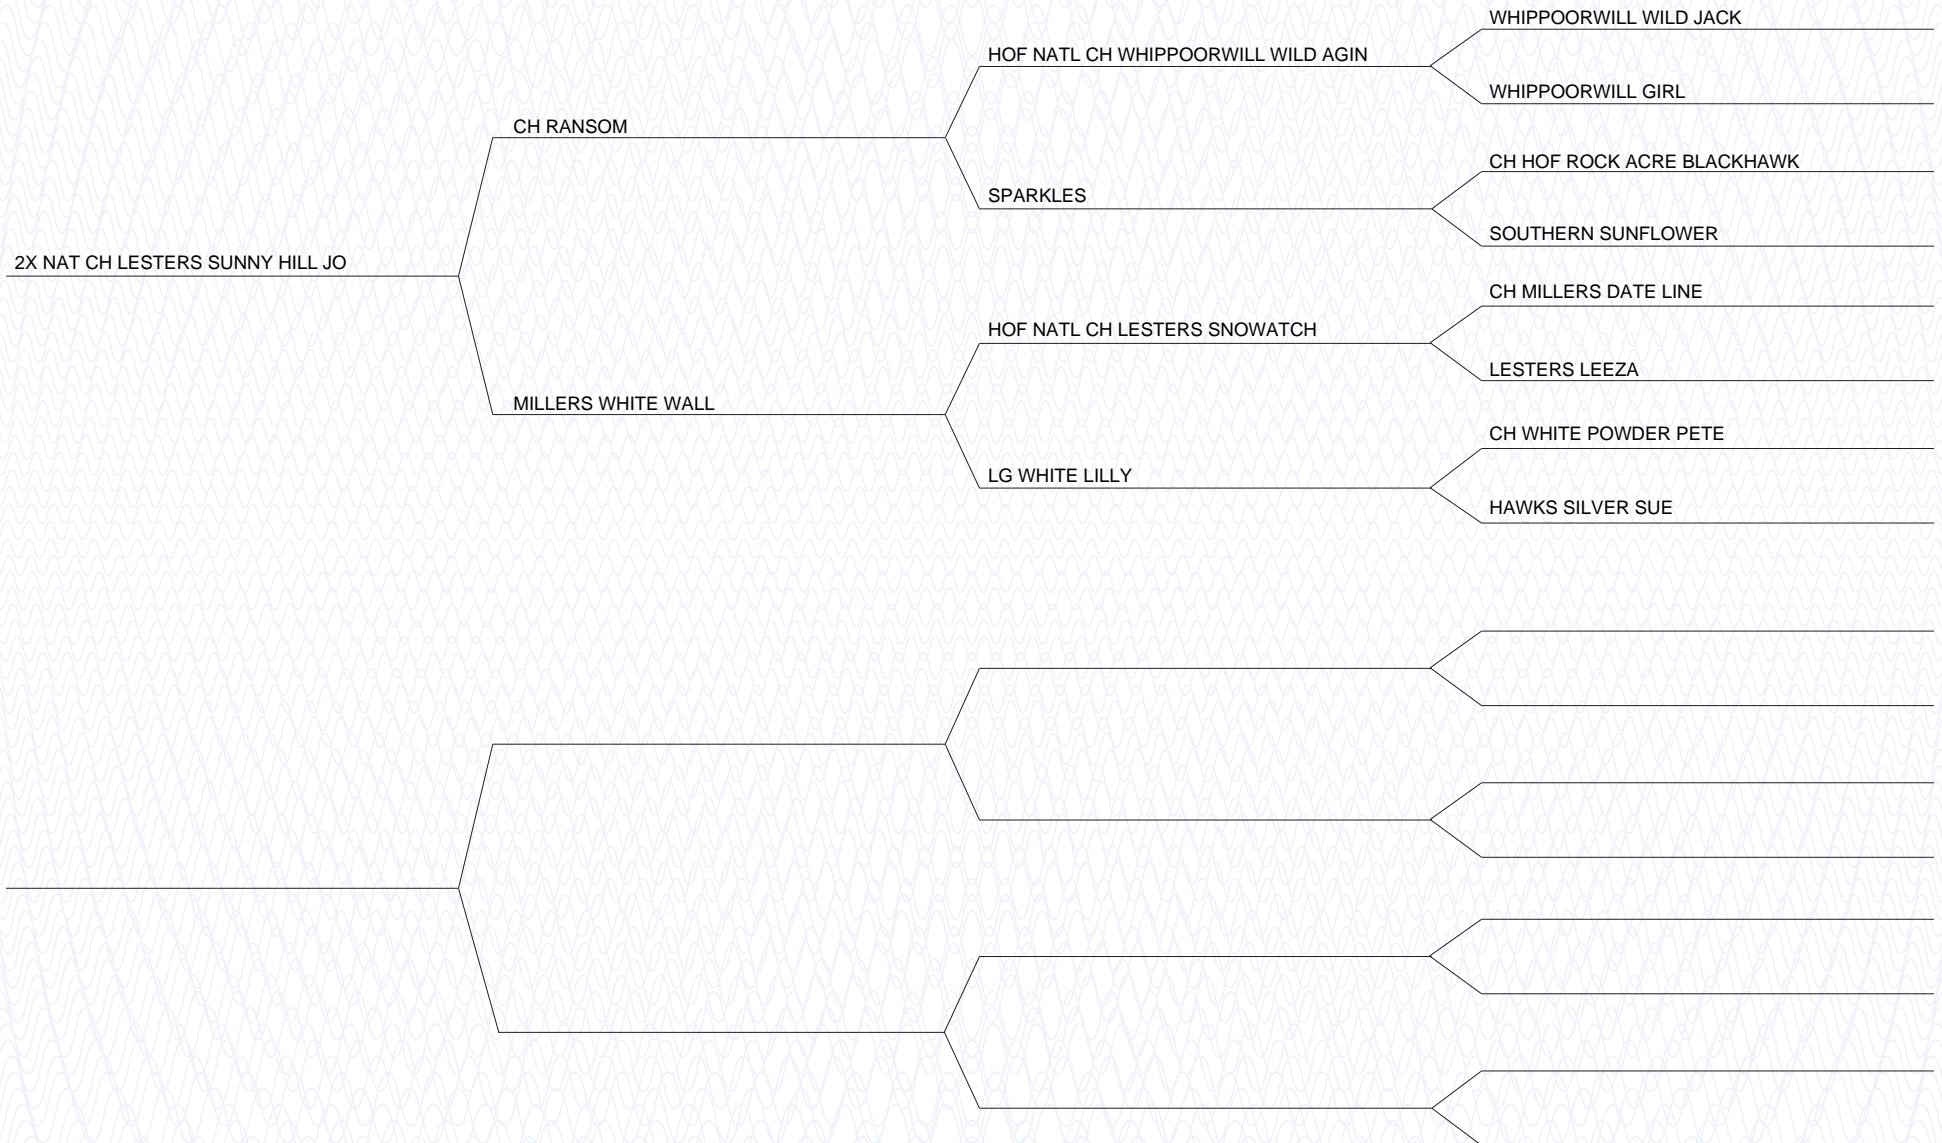 WHIPPOORWILL WILD JACK
HOF NATL CH WHIPPOORWILL WILD AGIN
WHIPPOORWILL GIRL
CH RANSOM
CH HOF ROCK ACRE BLACKHAWK
SPARKLES
SOUTHERN SUNFLOWER
2X NAT CH LESTERS SUNNY HILL JO
CH MILLERS DATE LINE
HOF NATL CH LESTERS SNOWATCH
LESTERS LEEZA
MILLERS WHITE WALL
CH WHITE POWDER PETE
LG WHITE LILLY
HAWKS SILVER SUE